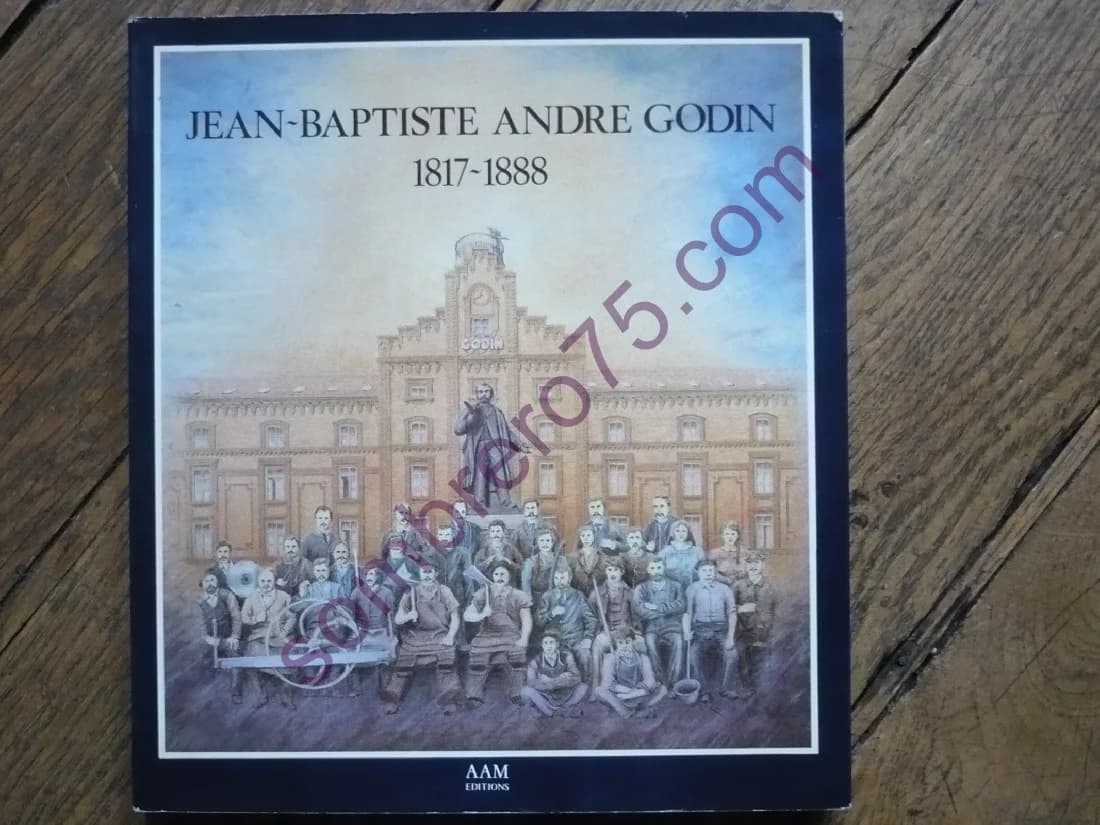 JEAN~BAPTISTE ANDRE GODIN
1817~1888
GODIN
sombrero75.com
AAM
EDITIONS